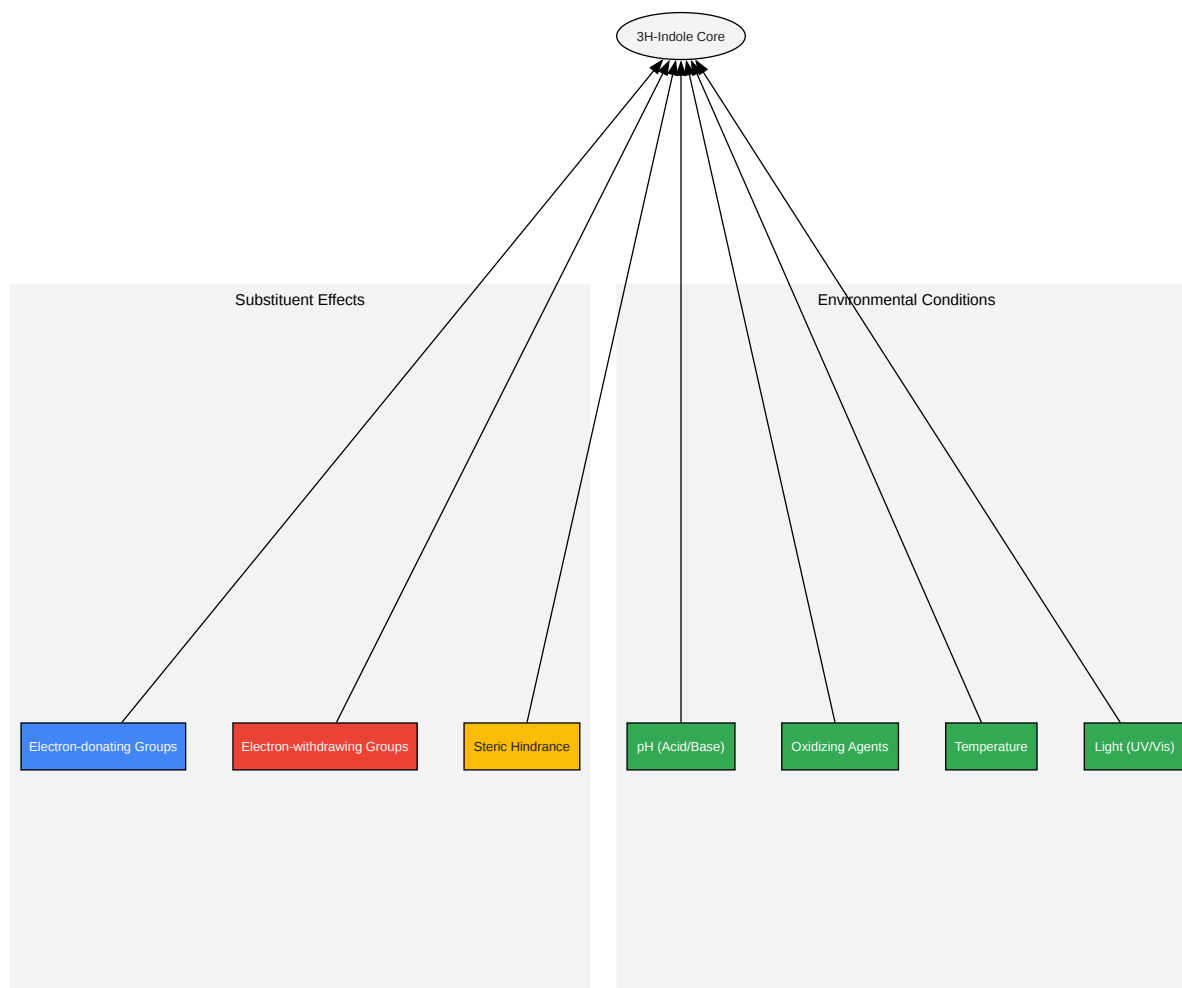 3H-Indole Core
Substituent Effects
Environmental Conditions
Electron-donating Groups
Electron-withdrawing Groups
Steric Hindrance
pH (Acid/Base)
Oxidizing Agents
Temperature
Light (UV/Vis)